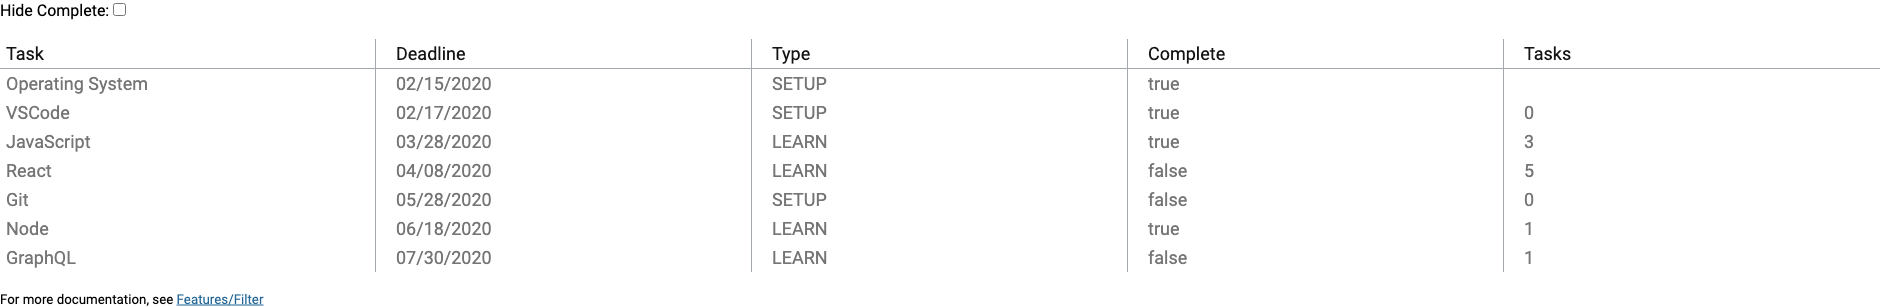 Hide Complete:
Task Deadline Type Complete Tasks
Operating System 02/15/2020 SETUP true
VSCode 02/17/2020 SETUP true 0
JavaScript 03/28/2020 LEARN true 3
React 04/08/2020 LEARN false 5
Git 05/28/2020 SETUP false 0
Node 06/18/2020 LEARN true 1
GraphQL 07/30/2020 LEARN false 1
For more documentation, see Features/Filter